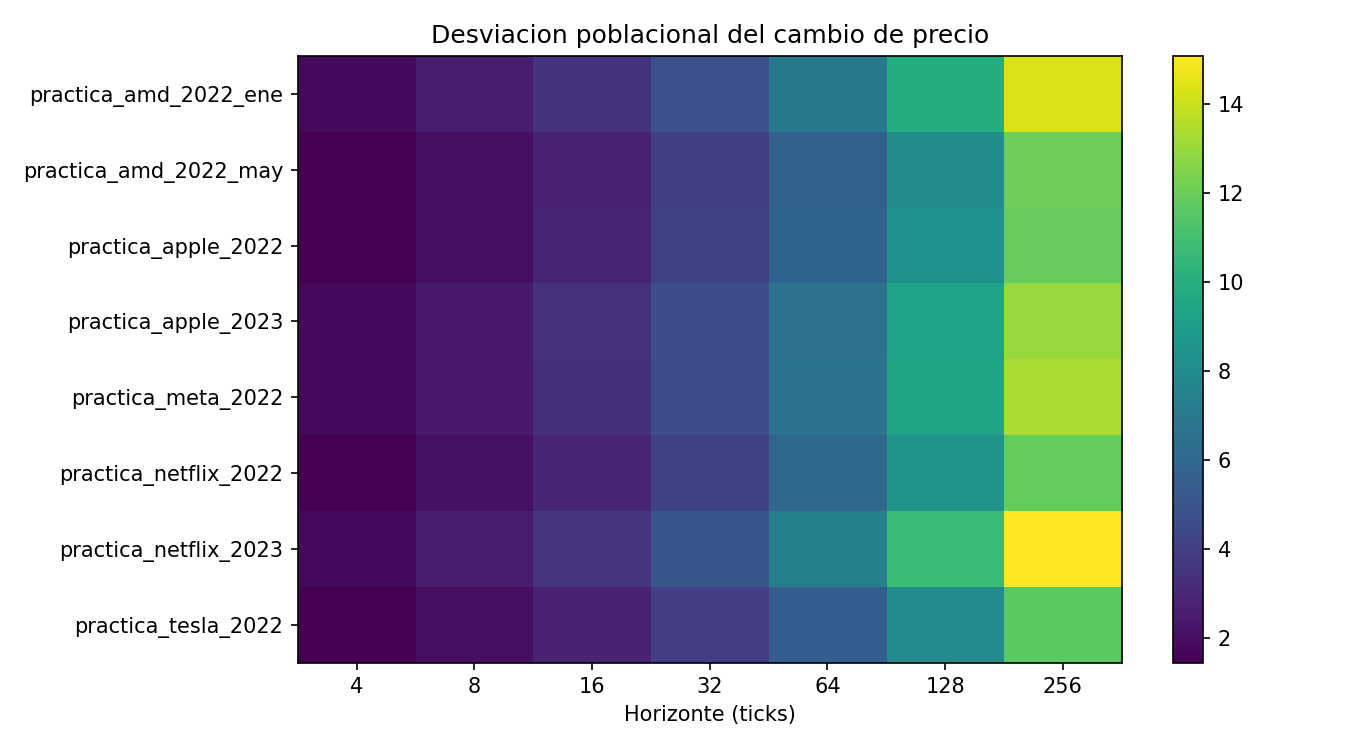 Desviacion poblacional del cambio de precio
practica_amd_2022_ene
practica_amd_2022_may
practica_apple_2022
practica_apple_2023
practica_meta_2022
practica_netflix_2022
practica_netflix_2023
practica_tesla_2022
4 8 16 32 64 128 256
Horizonte (ticks)
14
12
10
8
6
4
2